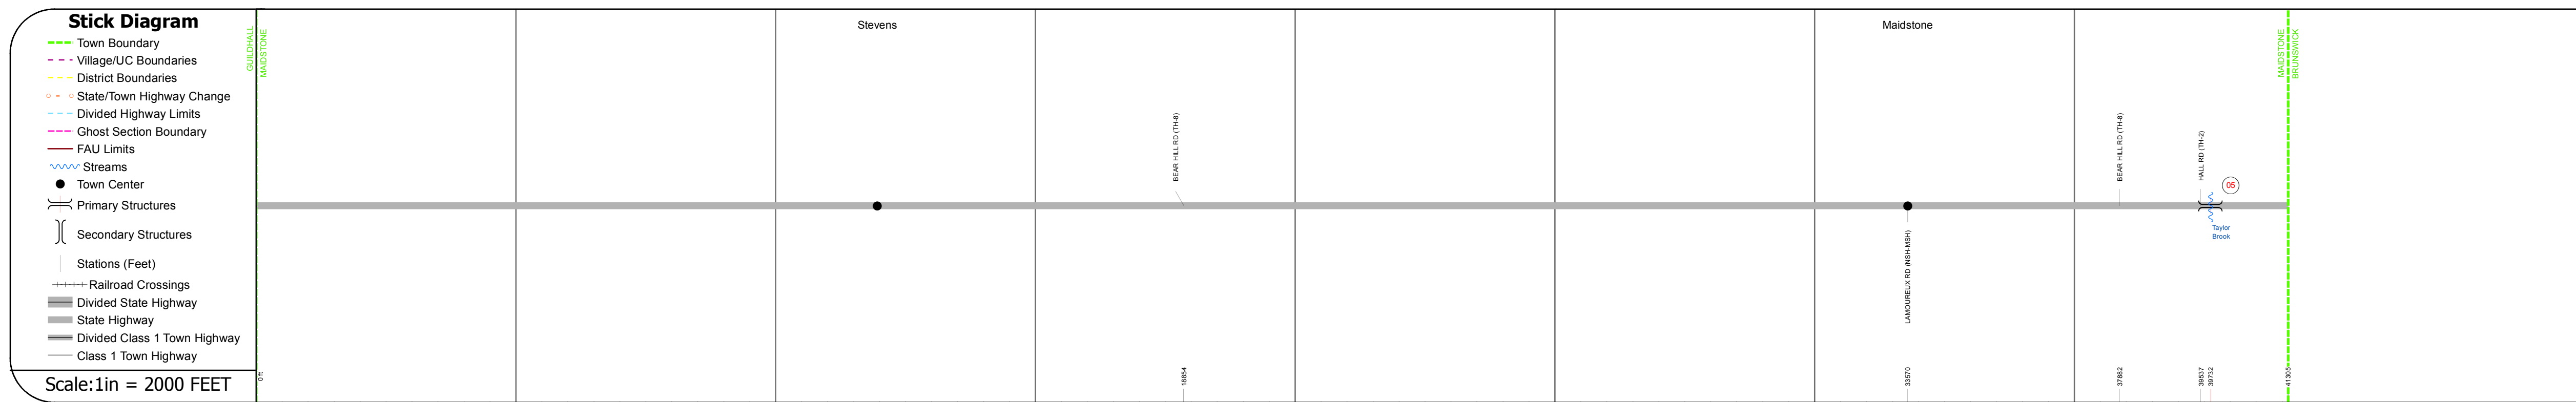 Stick Diagram
Town Boundary
Village/UC Boundaries
District Boundaries
State/Town Highway Change
Divided Highway Limits
Ghost Section Boundary
FAU Limits
Streams
Town Center
Primary Structures
Secondary Structures
Stations (Feet)
Railroad Crossings
Divided State Highway
State Highway
Divided Class 1 Town Highway
Class 1 Town Highway
Scale:1in = 2000 FEET
GUILDHALL
MAIDSTONE
Stevens
Maidstone
MAIDSTONE
BRUNSWICK
BEAR HILL RD (TH-8)
LAMOUREUX RD (NSH-MSH)
BEAR HILL RD (TH-8)
HALL RD (TH-2)
05
Taylor
Brook
0 ft
18854
33570
37882
39537
39732
41305